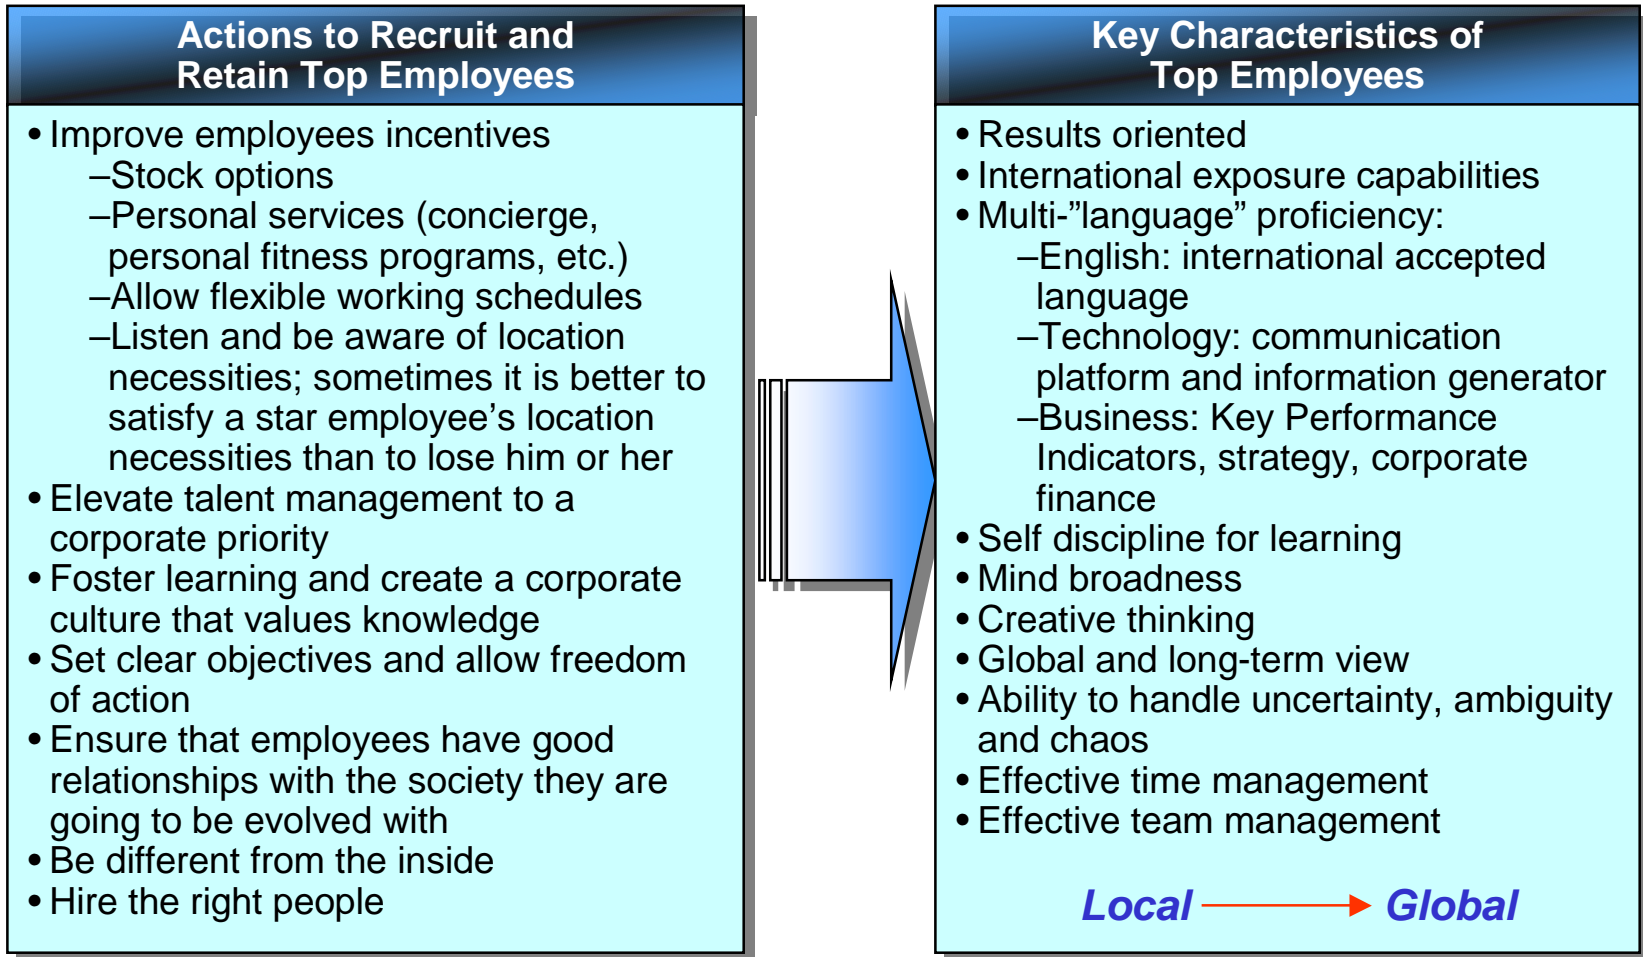 Actions to Recruit and
Retain Top Employees
• Improve employees incentives
–Stock options
–Personal services (concierge,
personal fitness programs, etc.)
–Allow flexible working schedules
–Listen and be aware of location
necessities; sometimes it is better to
satisfy a star employee’s location
necessities than to lose him or her
• Elevate talent management to a
corporate priority
• Foster learning and create a corporate
culture that values knowledge
• Set clear objectives and allow freedom
of action
• Ensure that employees have good
relationships with the society they are
going to be evolved with
• Be different from the inside
• Hire the right people
Key Characteristics of
Top Employees
• Results oriented
• International exposure capabilities
• Multi-”language” proficiency:
–English: international accepted
language
–Technology: communication
platform and information generator
–Business: Key Performance
Indicators, strategy, corporate
finance
• Self discipline for learning
• Mind broadness
• Creative thinking
• Global and long-term view
• Ability to handle uncertainty, ambiguity
and chaos
• Effective time management
• Effective team management
Local Global